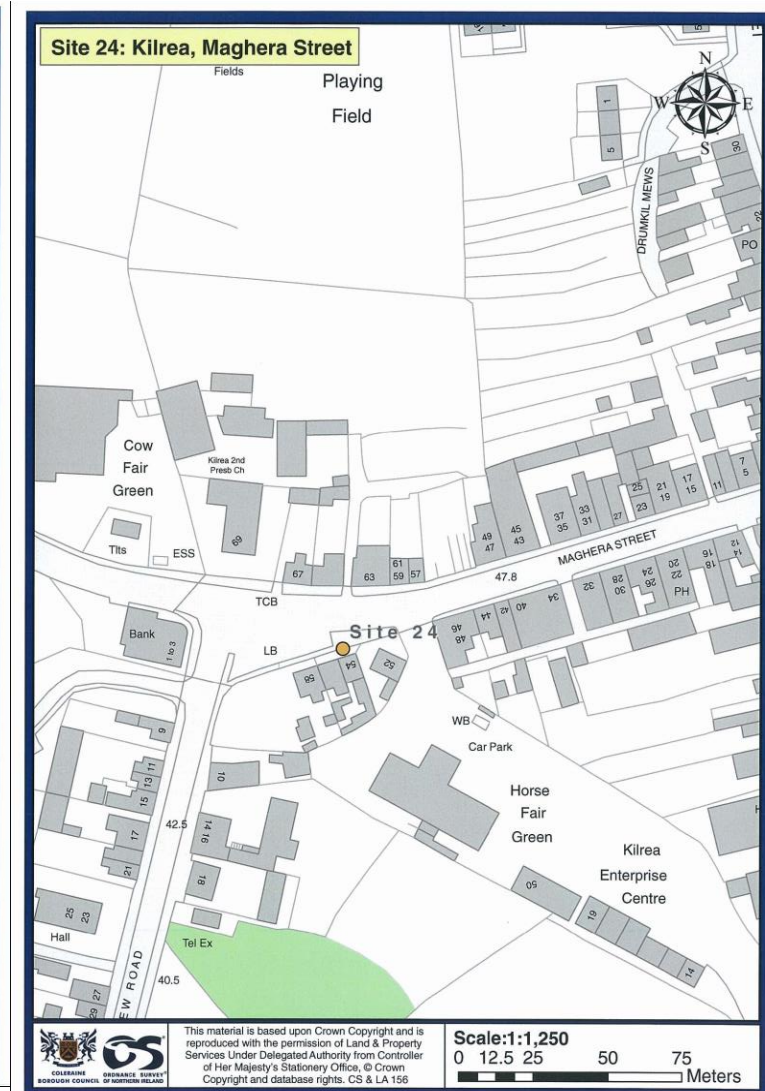 Site 24: Kilrea, Maghera Street
Fields
Playing
Field
N
W
E
S
1
5
DRUMKIL MEWS
30
22
PO
Cow
Fair
Green
Kilrea 2nd
Presb Ch
69
Tlts
ESS
67
63
61
59
57
49
47
45
43
37
35
33
31
27
25
23
21
19
17
15
11
7
5
MAGHERA STREET
47.8
TCB
Bank
1 to 3
LB
Site 24
58
54
52
48
46
44
42
40
34
32
30
28
26
24
22
20
PH
18
16
14
12
WB
Car Park
9
11
13
15
10
42.5
14 16
17
21
18
Horse
Fair
Green
Kilrea
Enterprise
Centre
50
19
14
25
23
Hall
Tel Ex
EW ROAD
40.5
27
29
COLERAINE
BOROUGH COUNCIL
OS
ORDNANCE SURVEY
OF NORTHERN IRELAND
This material is based upon Crown Copyright and is
reproduced with the permission of Land & Property
Services Under Delegated Authority from Controller
of Her Majesty's Stationery Office, © Crown
Copyright and database rights. CS & LA 156
Scale:1:1,250
0 12.5 25 50 75
Meters